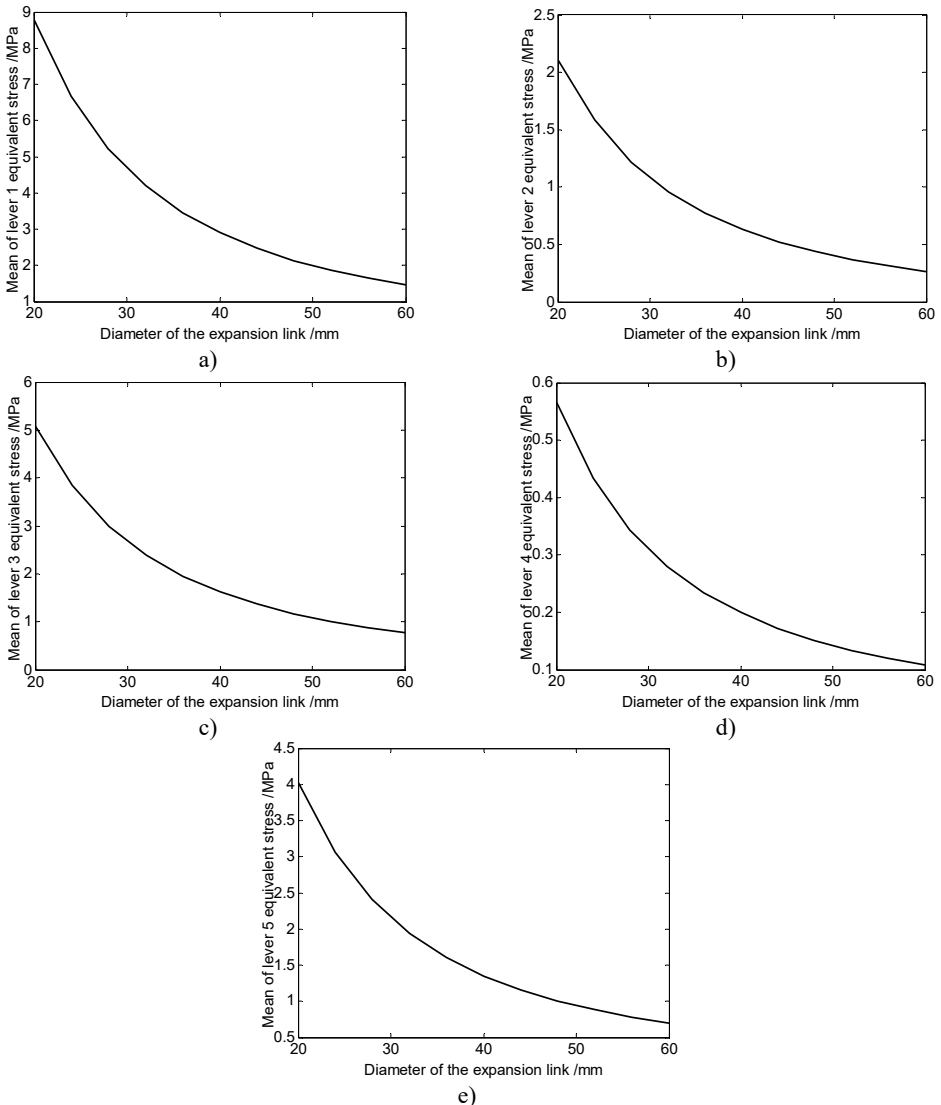 9
8
7
6
5
4
3
2
1
Mean of lever 1 equivalent stress /MPa
20 30 40 50 60
Diameter of the expansion link /mm
a)
2.5
2
1.5
1
0.5
0
Mean of lever 2 equivalent stress /MPa
20 30 40 50 60
Diameter of the expansion link /mm
b)
6
5
4
3
2
1
0
Mean of lever 3 equivalent stress /MPa
20 30 40 50 60
Diameter of the expansion link /mm
c)
0.6
0.5
0.4
0.3
0.2
0.1
Mean of lever 4 equivalent stress /MPa
20 30 40 50 60
Diameter of the expansion link /mm
d)
4.5
4
3.5
3
2.5
2
1.5
1
0.5
Mean of lever 5 equivalent stress /MPa
20 30 40 50 60
Diameter of the expansion link /mm
e)